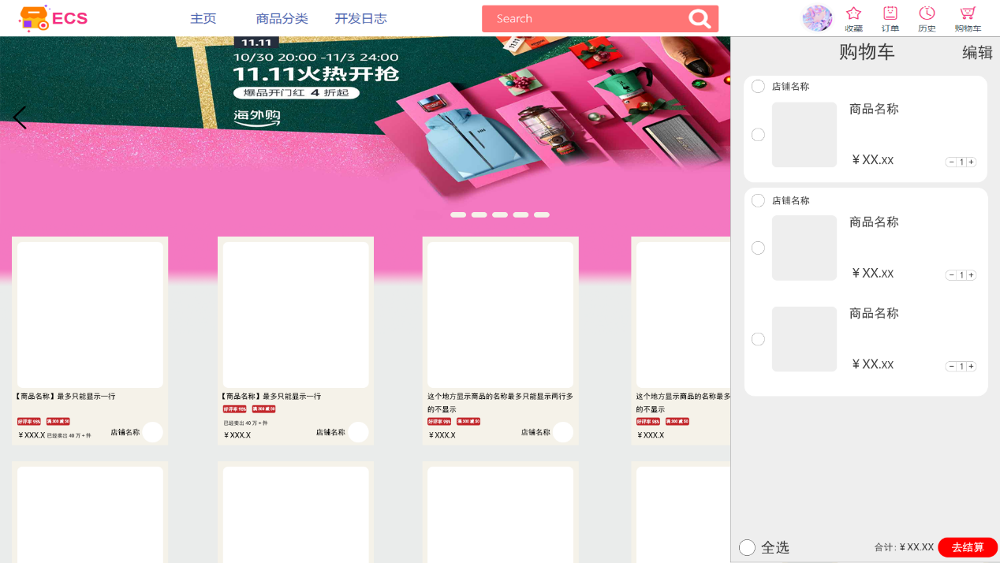 ECS
主页
商品分类
开发日志
Search
收藏
订单
历史
购物车
11.11
10/30 20:00 -11/3 24:00
11.11火热开抢
爆品开门红 4 折起
海外购
购物车
编辑
店铺名称
商品名称
¥ XX.XX
− 1 +
店铺名称
商品名称
¥ XX.XX
− 1 +
商品名称
¥ XX.XX
− 1 +
【商品名称】最多只能显示一行
好评率 98%
满 300 减 50
¥ XXX.X 已经卖出 40 万 + 件
店铺名称
【商品名称】最多只能显示一行
好评率 98%
满 300 减 50
已经卖出 40 万 + 件
¥ XXX.X
店铺名称
这个地方显示商品的名称最多只能显示两行多
的不显示
好评率 98%
满 300 减 50
¥ XXX.X
店铺名称
这个地方显示商品的名称最多
的不显示
好评率 98%
满 300 减 50
¥ XXX.X
全选
合计: ¥ XX.XX
去结算